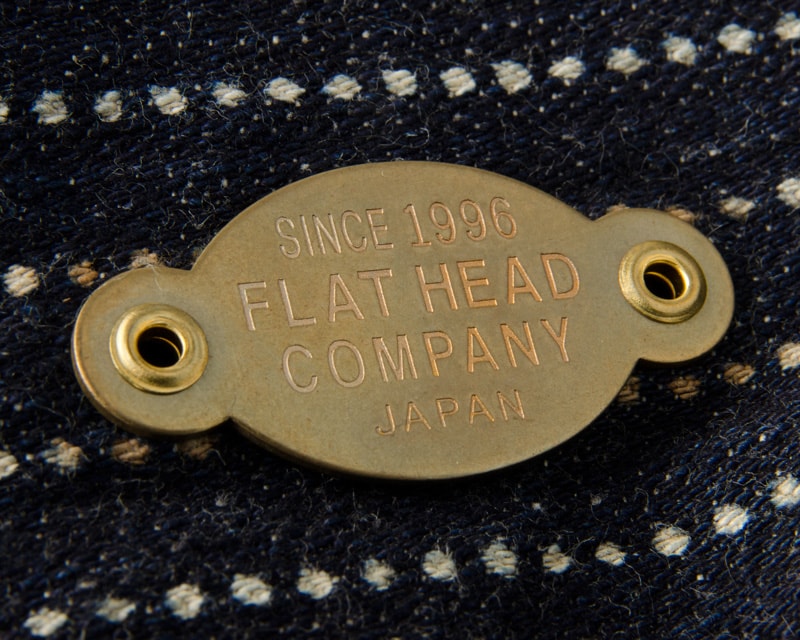 SINCE 1996
FLAT HEAD
COMPANY
JAPAN